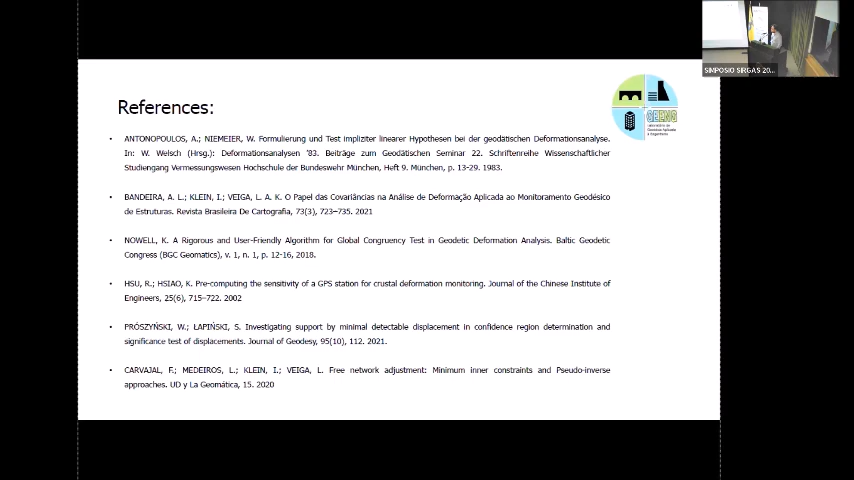 SIMPOSIO SIRGAS 20...
References:
GEENG
Laboratório de
Geodésia Aplicada
à Engenharia
• ANTONOPOULOS, A.; NIEMEIER, W. Formulierung und Test impliziter linearer Hypothesen bei der geodätischen Deformationsanalyse.
In: W. Welsch (Hrsg.): Deformationsanalysen '83. Beiträge zum Geodätischen Seminar 22. Schriftenreihe Wissenschaftlicher
Studiengang Vermessungswesen Hochschule der Bundeswehr München, Heft 9. München, p. 13-29. 1983.
• BANDEIRA, A. L.; KLEIN, I.; VEIGA, L. A. K. O Papel das Covariâncias na Análise de Deformação Aplicada ao Monitoramento Geodésico
de Estruturas. Revista Brasileira De Cartografia, 73(3), 723–735. 2021
• NOWELL, K. A Rigorous and User-Friendly Algorithm for Global Congruency Test in Geodetic Deformation Analysis. Baltic Geodetic
Congress (BGC Geomatics), v. 1, n. 1, p. 12-16, 2018.
• HSU, R.; HSIAO, K. Pre-computing the sensitivity of a GPS station for crustal deformation monitoring. Journal of the Chinese Institute of
Engineers, 25(6), 715–722. 2002
• PRÓSZYŃSKI, W.; ŁAPIŃSKI, S. Investigating support by minimal detectable displacement in confidence region determination and
significance test of displacements. Journal of Geodesy, 95(10), 112. 2021.
• CARVAJAL, F.; MEDEIROS, L.; KLEIN, I.; VEIGA, L. Free network adjustment: Minimum inner constraints and Pseudo-inverse
approaches. UD y La Geomática, 15. 2020